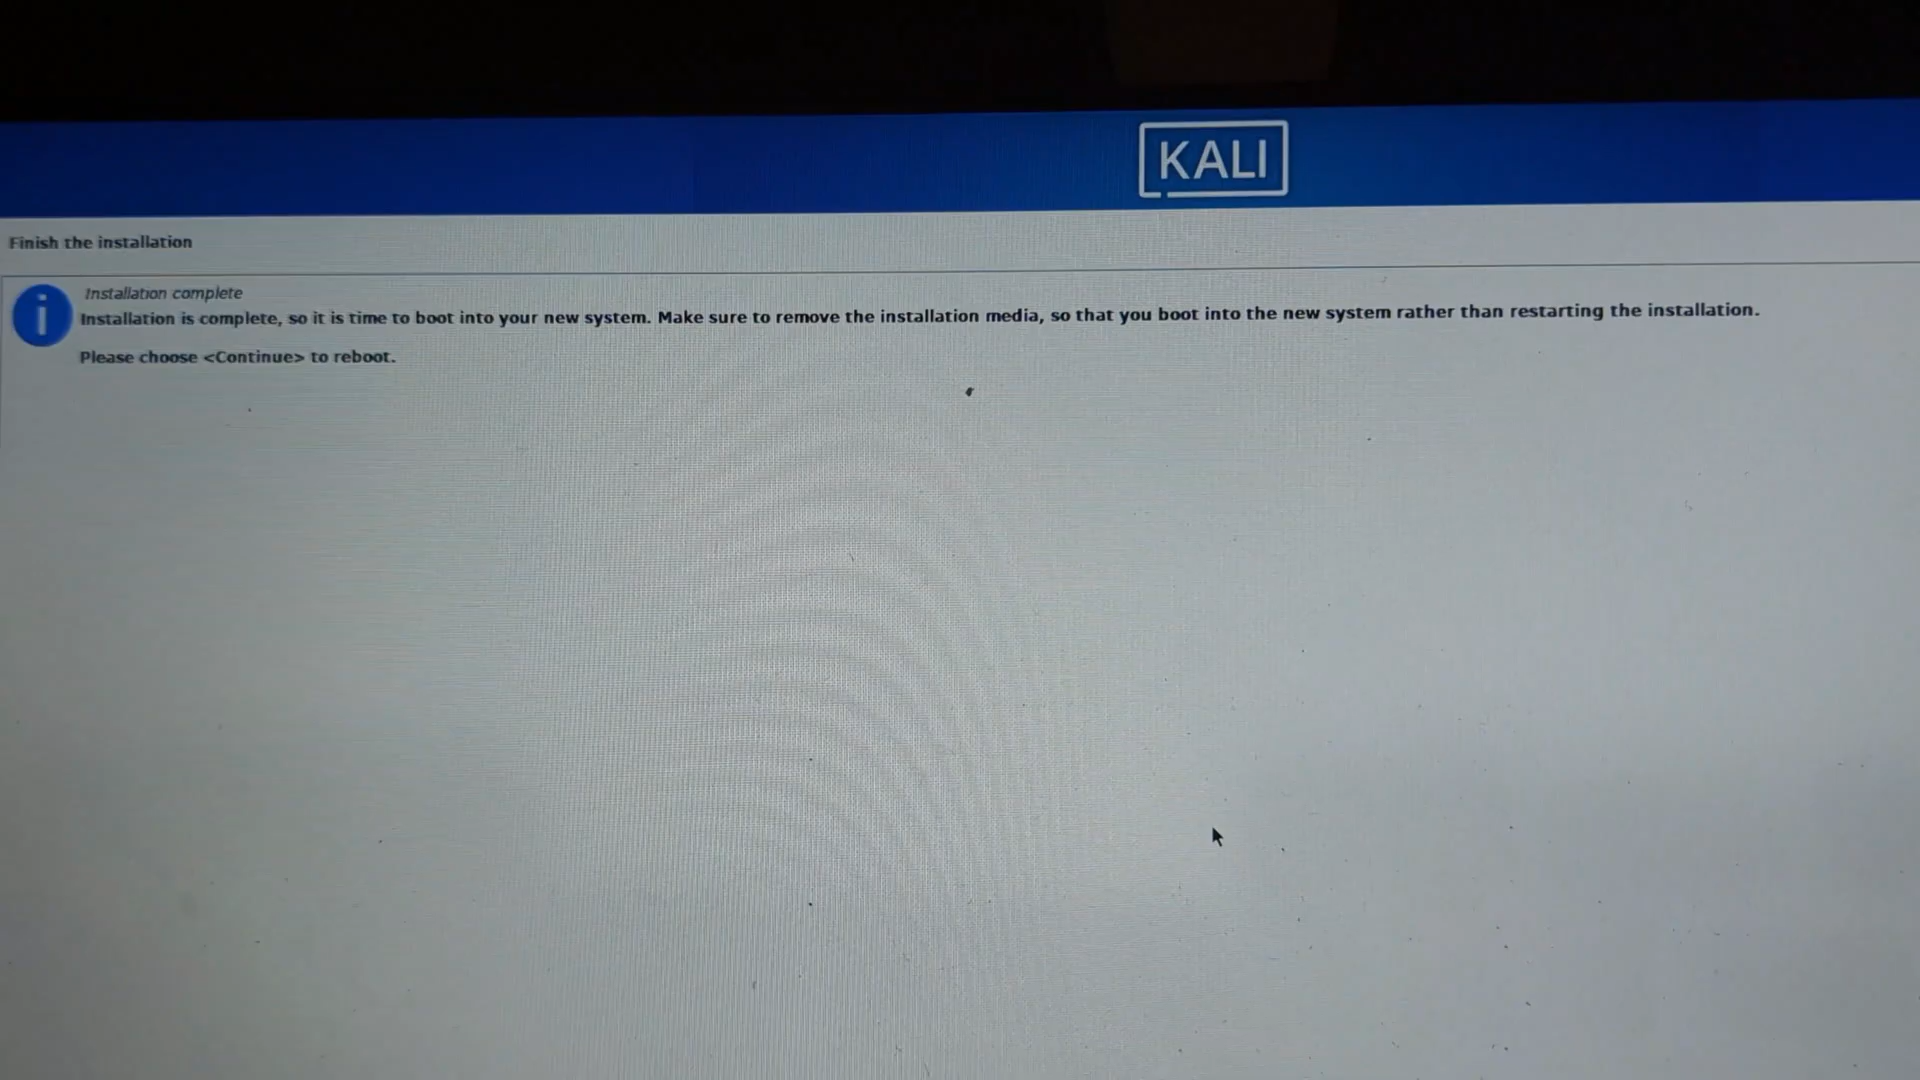 KALI
Finish the installation
Installation complete
Installation is complete, so it is time to boot into your new system. Make sure to remove the installation media, so that you boot into the new system rather than restarting the installation.
Please choose <Continue> to reboot.